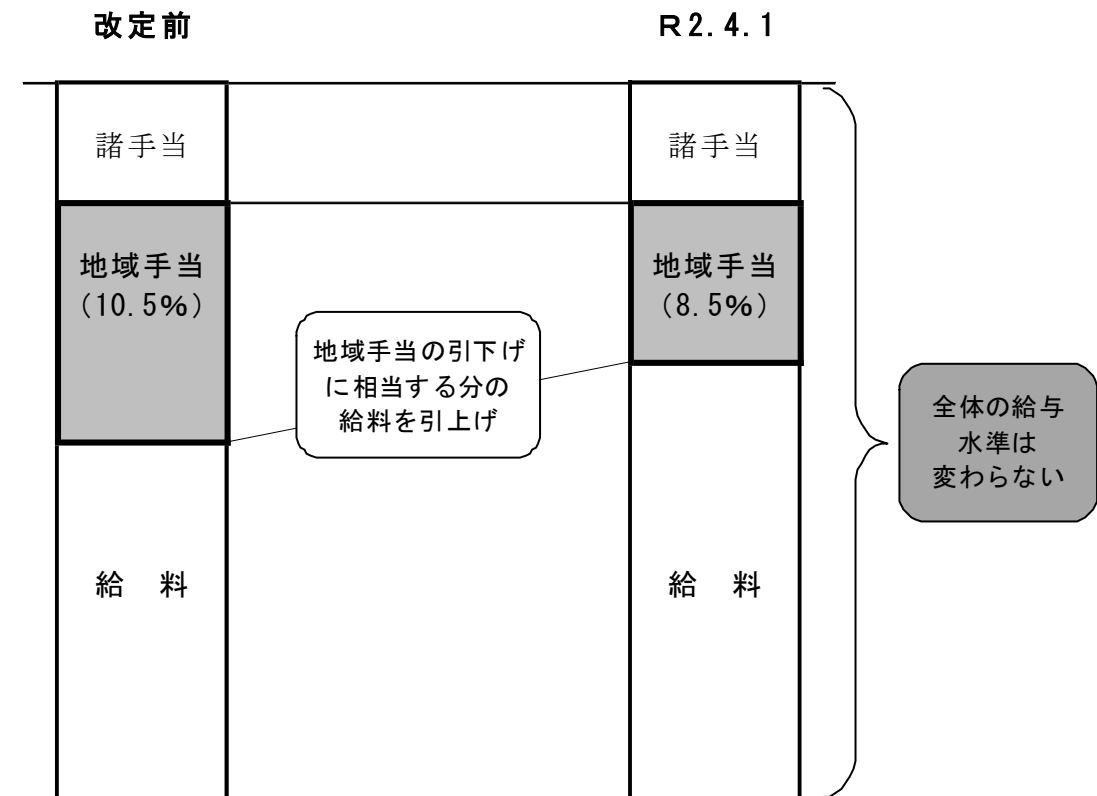 改定前
Ｒ2.4.1
諸手当
諸手当
地域手当
（10.5％）
地域手当
（8.5％）
地域手当の引下げ
に相当する分の
給料を引上げ
全体の給与
水準は
変わらない
給　料
給　料